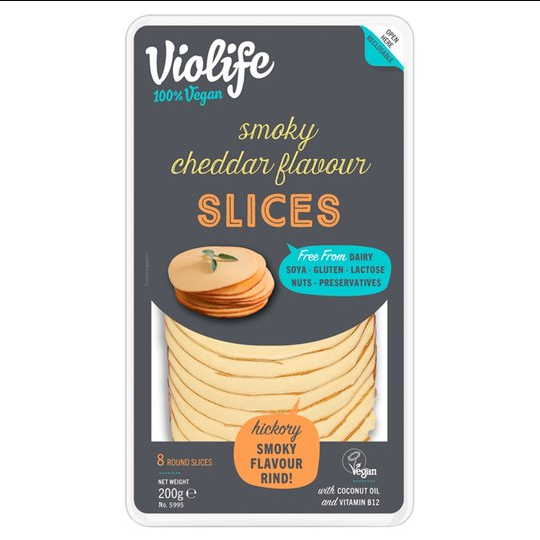 Violife
100% Vegan
OPEN
HERE
RECLOSABLE
smoky
cheddar flavour
SLICES
Free From DAIRY
SOYA · GLUTEN · LACTOSE
NUTS · PRESERVATIVES
hickory
SMOKY
FLAVOUR
RIND!
8 ROUND SLICES
NET WEIGHT
200g ℮
No. 5995
Vegan
with COCONUT OIL
and VITAMIN B12